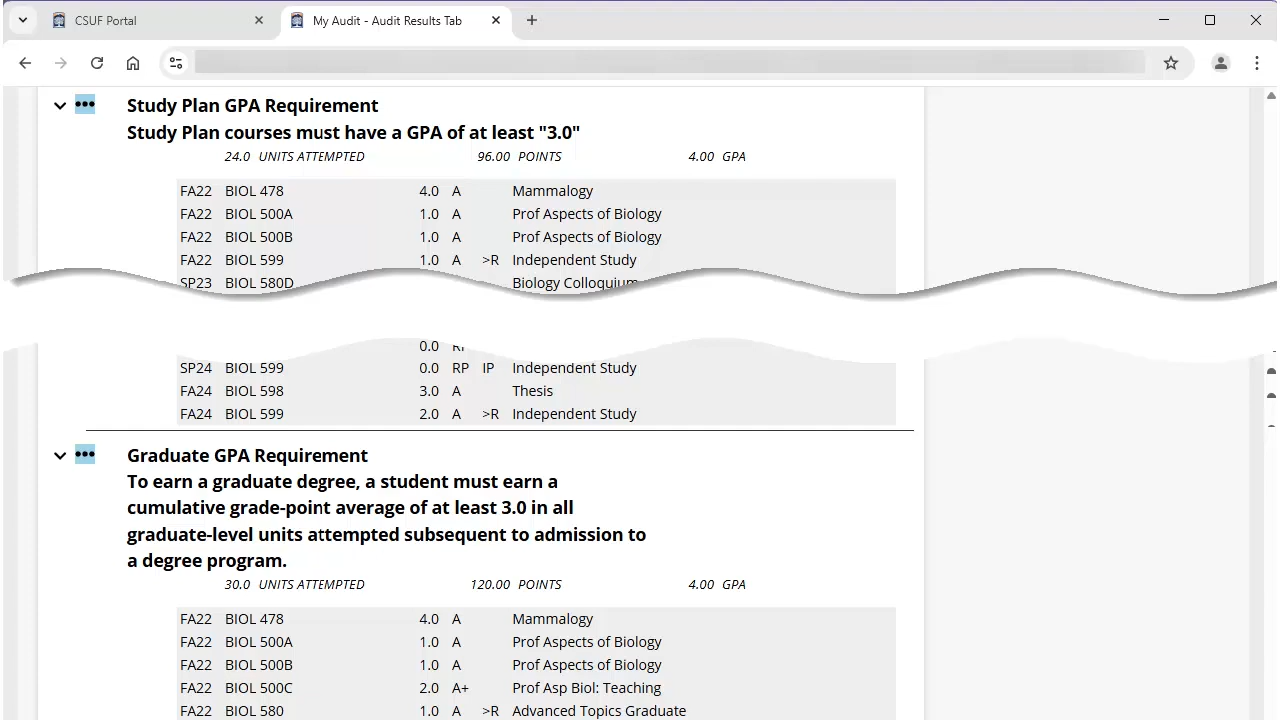 CSUF Portal
My Audit - Audit Results Tab
••• Study Plan GPA Requirement
Study Plan courses must have a GPA of at least "3.0"
24.0 UNITS ATTEMPTED 96.00 POINTS 4.00 GPA
FA22 BIOL 478 4.0 A Mammalogy
FA22 BIOL 500A 1.0 A Prof Aspects of Biology
FA22 BIOL 500B 1.0 A Prof Aspects of Biology
FA22 BIOL 599 1.0 A >R Independent Study
SP23 BIOL 580D Biology Colloquium
0.0
SP24 BIOL 599 0.0 RP IP Independent Study
FA24 BIOL 598 3.0 A Thesis
FA24 BIOL 599 2.0 A >R Independent Study
••• Graduate GPA Requirement
To earn a graduate degree, a student must earn a
cumulative grade-point average of at least 3.0 in all
graduate-level units attempted subsequent to admission to
a degree program.
30.0 UNITS ATTEMPTED 120.00 POINTS 4.00 GPA
FA22 BIOL 478 4.0 A Mammalogy
FA22 BIOL 500A 1.0 A Prof Aspects of Biology
FA22 BIOL 500B 1.0 A Prof Aspects of Biology
FA22 BIOL 500C 2.0 A+ Prof Asp Biol: Teaching
FA22 BIOL 580 1.0 A >R Advanced Topics Graduate